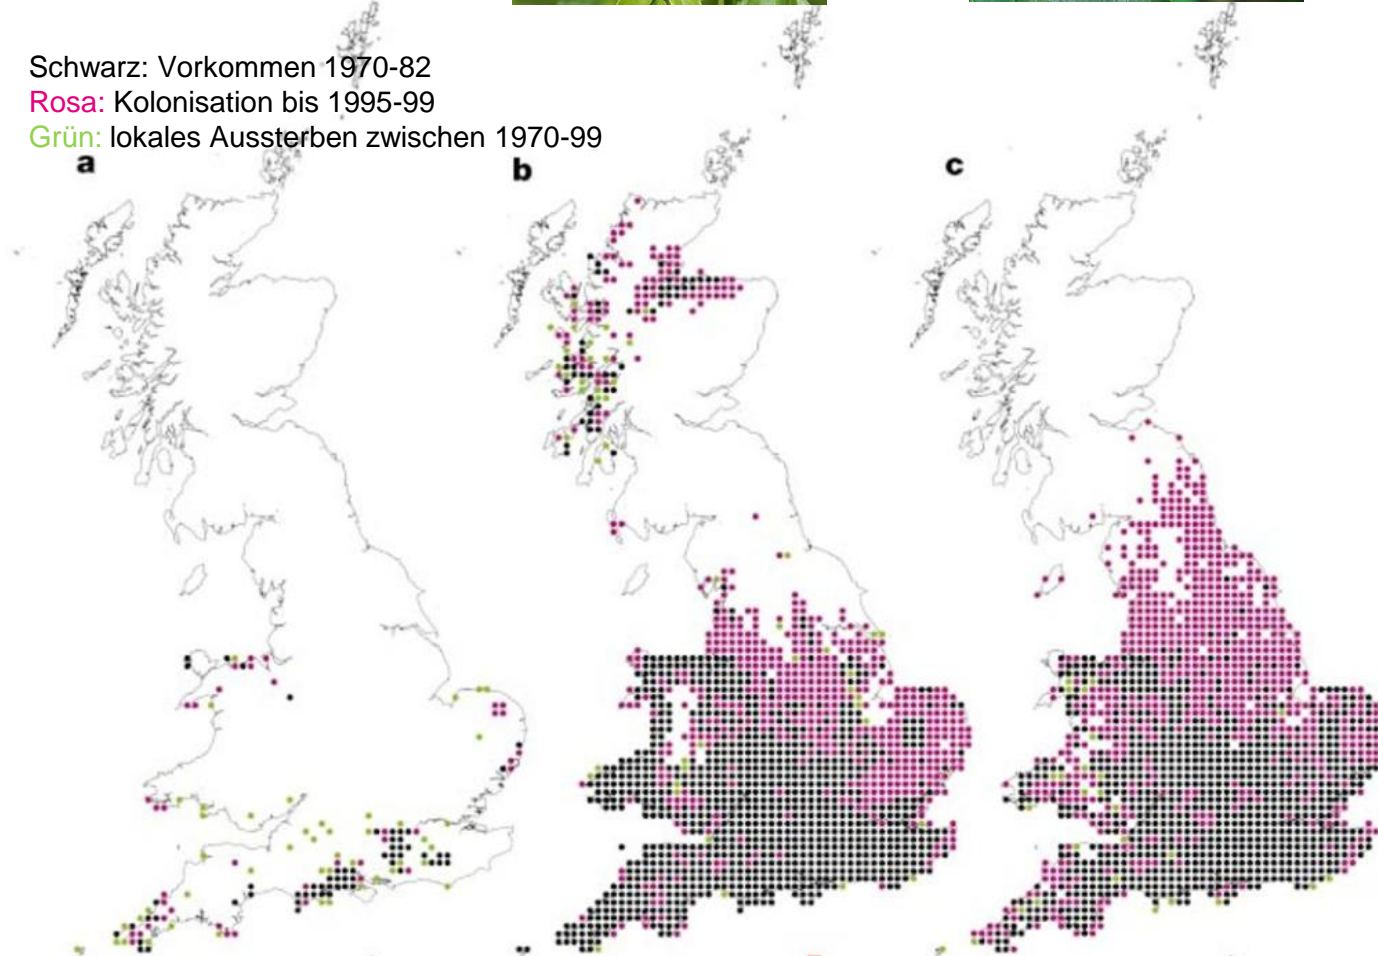 Schwarz: Vorkommen 1970-82
Rosa: Kolonisation bis 1995-99
Grün: lokales Aussterben zwischen 1970-99
a
b
c